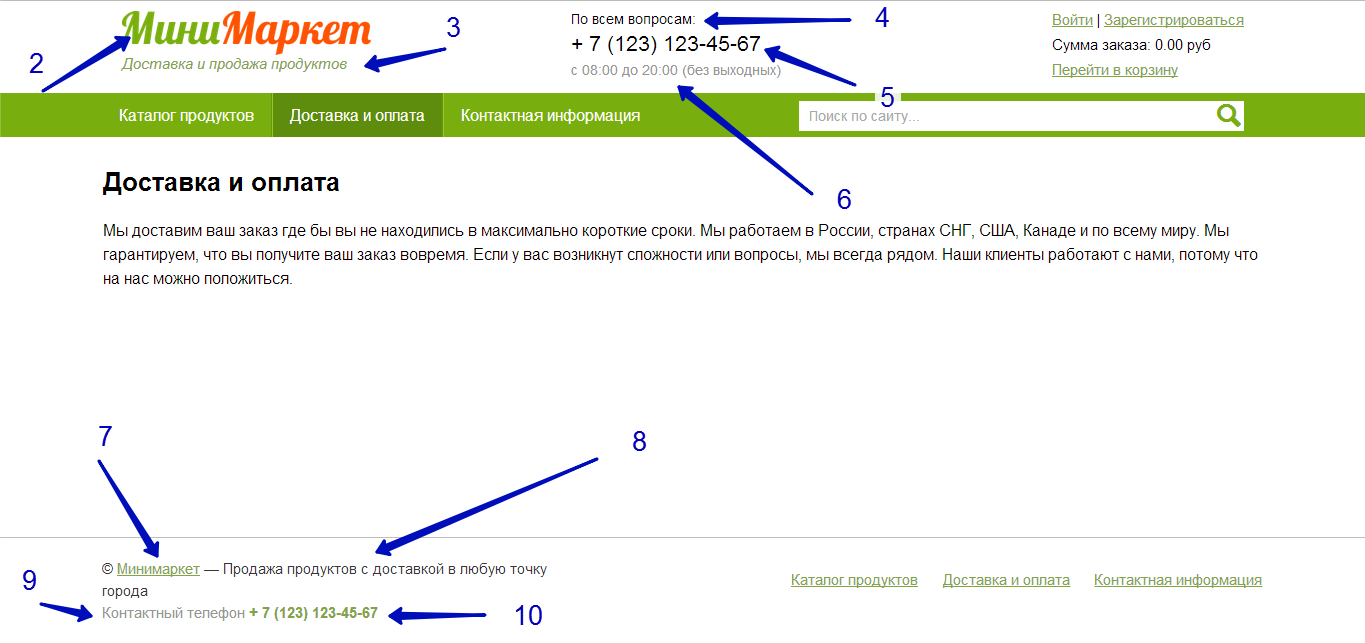 МиниМаркет
Доставка и продажа продуктов
2
3
По всем вопросам:
4
+ 7 (123) 123-45-67
с 08:00 до 20:00 (без выходных)
5
6
Войти | Зарегистрироваться
Сумма заказа: 0.00 руб
Перейти в корзину
Каталог продуктов
Доставка и оплата
Контактная информация
Поиск по сайту...
Доставка и оплата
Мы доставим ваш заказ где бы вы не находились в максимально короткие сроки. Мы работаем в России, странах СНГ, США, Канаде и по всему миру. Мы
гарантируем, что вы получите ваш заказ вовремя. Если у вас возникнут сложности или вопросы, мы всегда рядом. Наши клиенты работают с нами, потому что
на нас можно положиться.
7
8
© Минимаркет — Продажа продуктов с доставкой в любую точку
города
9
Контактный телефон + 7 (123) 123-45-67
10
Каталог продуктов
Доставка и оплата
Контактная информация